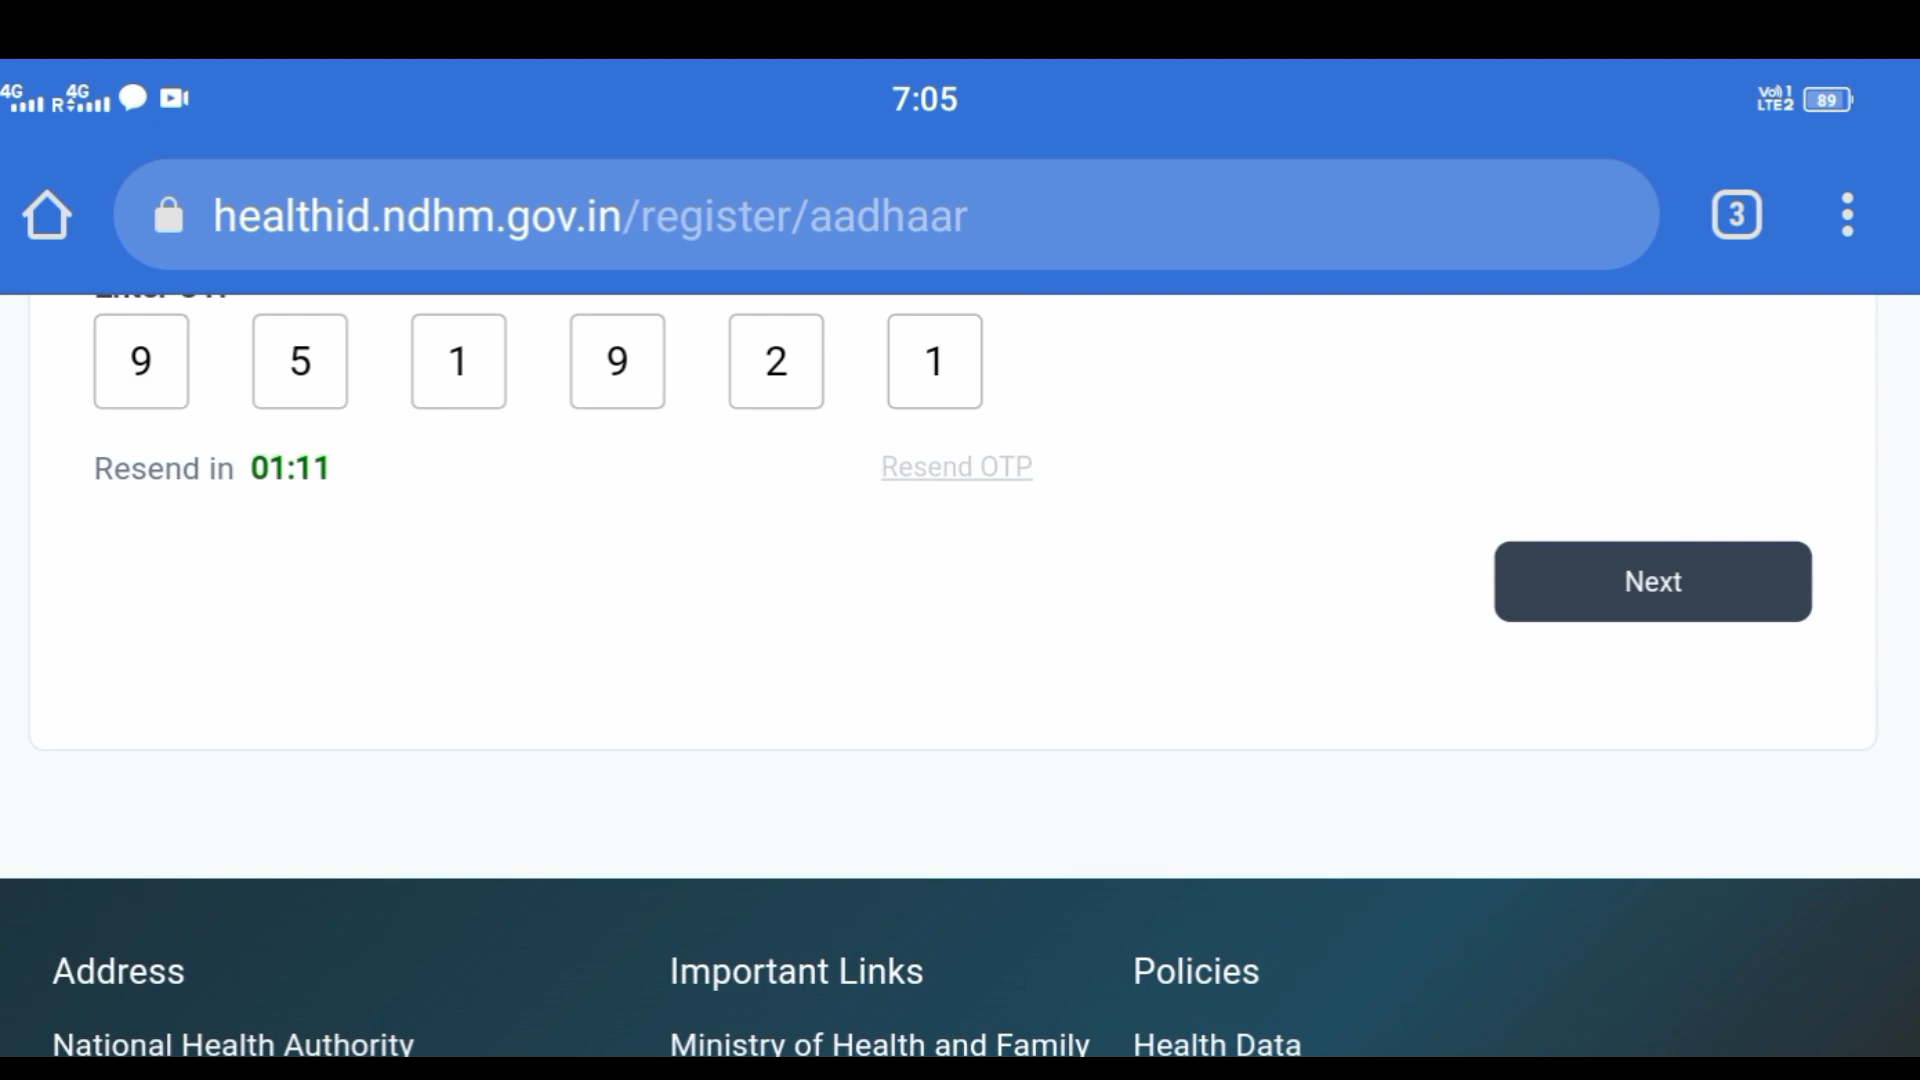 4G R 4G 7:05 Vo) 1 LTE2 89
healthid.ndhm.gov.in/register/aadhaar 3
Enter OTP
9 5 1 9 2 1
Resend in 01:11 Resend OTP
Next
Address Important Links Policies
National Health Authority Ministry of Health and Family Health Data